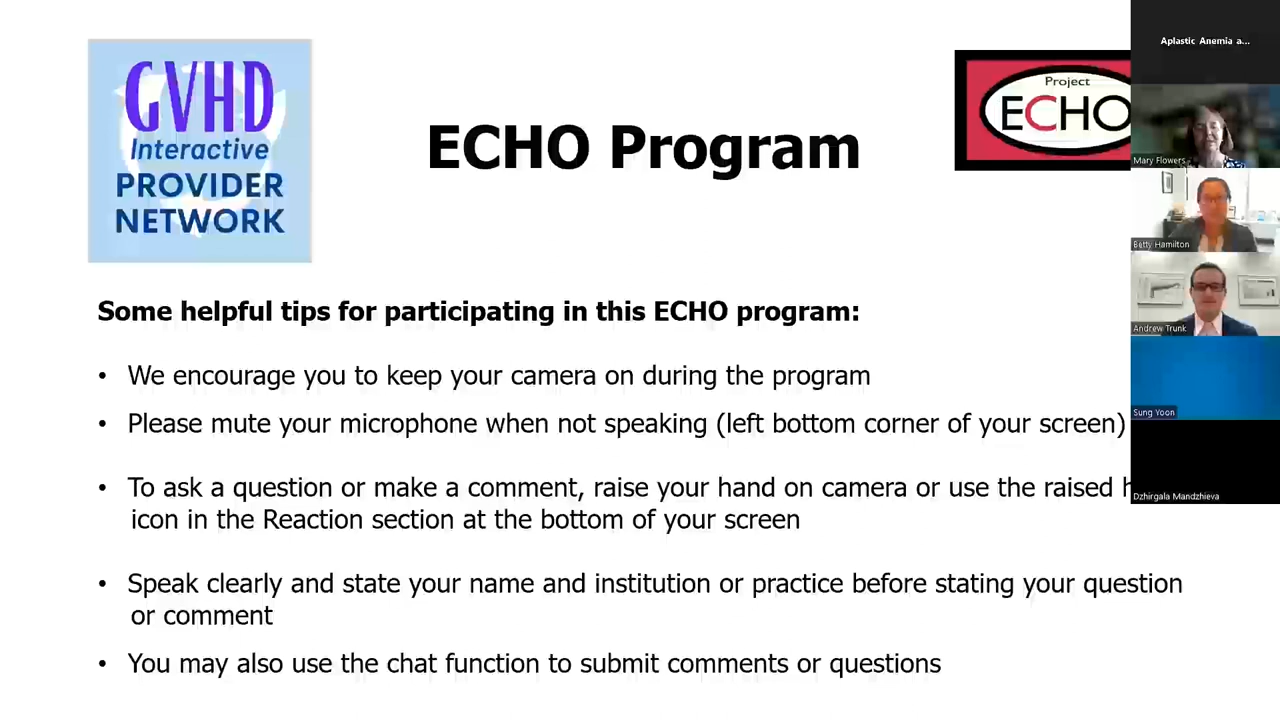 GVHD
Interactive
PROVIDER
NETWORK
ECHO Program
Project
ECHO
Some helpful tips for participating in this ECHO program:
• We encourage you to keep your camera on during the program
• Please mute your microphone when not speaking (left bottom corner of your screen)
• To ask a question or make a comment, raise your hand on camera or use the raised
icon in the Reaction section at the bottom of your screen
• Speak clearly and state your name and institution or practice before stating your question
or comment
• You may also use the chat function to submit comments or questions
Aplastic Anemia a...
Mary Flowers
Betty Hamilton
Andrew Trunk
Sung Yoon
Dzhirgala Mandzhieva